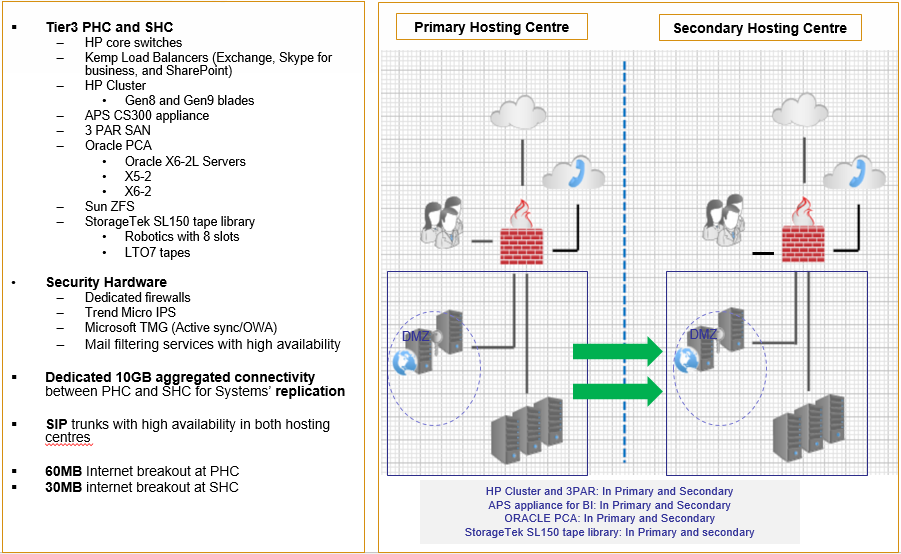 Tier3 PHC and SHC
– HP core switches
– Kemp Load Balancers (Exchange, Skype for
business, and SharePoint)
– HP Cluster
• Gen8 and Gen9 blades
– APS CS300 appliance
– 3 PAR SAN
– Oracle PCA
• Oracle X6-2L Servers
• X5-2
• X6-2
– Sun ZFS
– StorageTek SL150 tape library
• Robotics with 8 slots
• LTO7 tapes
• Security Hardware
– Dedicated firewalls
– Trend Micro IPS
– Microsoft TMG (Active sync/OWA)
– Mail filtering services with high availability
▪ Dedicated 10GB aggregated connectivity
between PHC and SHC for Systems’ replication
▪ SIP trunks with high availability in both hosting
centres
▪ 60MB Internet breakout at PHC
▪ 30MB internet breakout at SHC
Primary Hosting Centre
Secondary Hosting Centre
DMZ
DMZ
HP Cluster and 3PAR: In Primary and Secondary
APS appliance for BI: In Primary and Secondary
ORACLE PCA: In Primary and Secondary
StorageTek SL150 tape library: In Primary and secondary